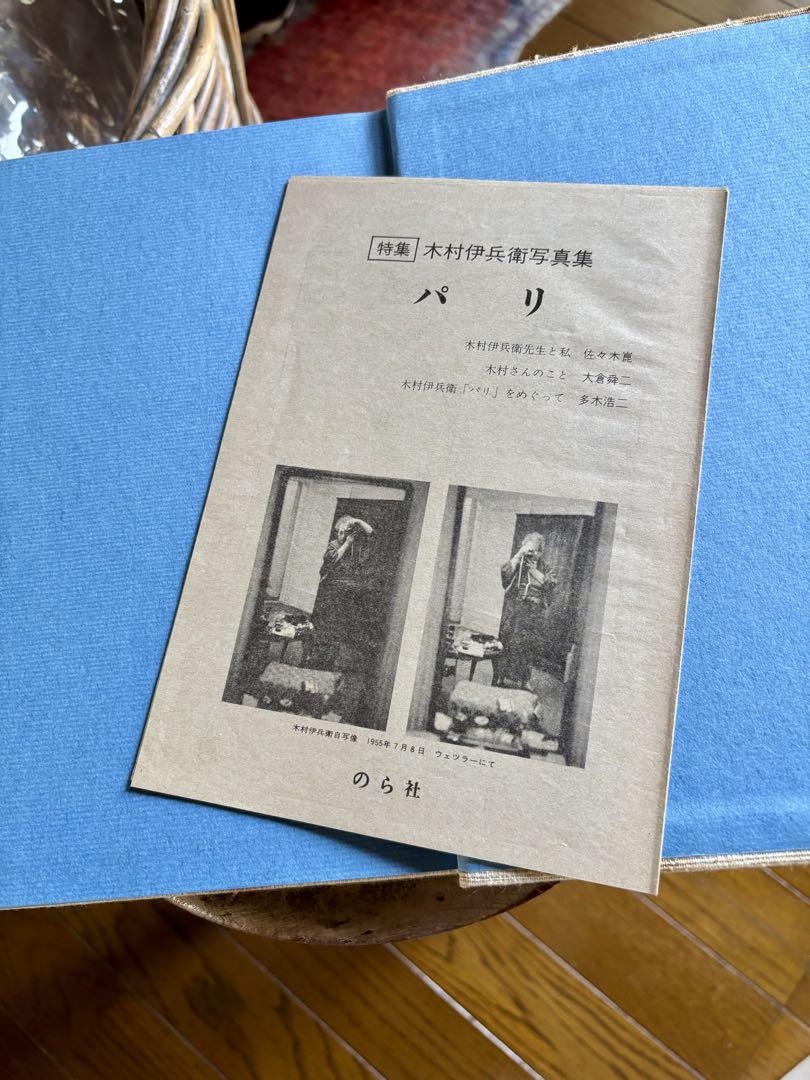 特集 木村伊兵衛写真集
パリ
木村伊兵衛先生と私 佐々木崑
木村さんのこと 大倉舜二
木村伊兵衛「パリ」をめぐって 多木浩二
木村伊兵衛自写像 1955年7月8日 ウェツラーにて
のら社